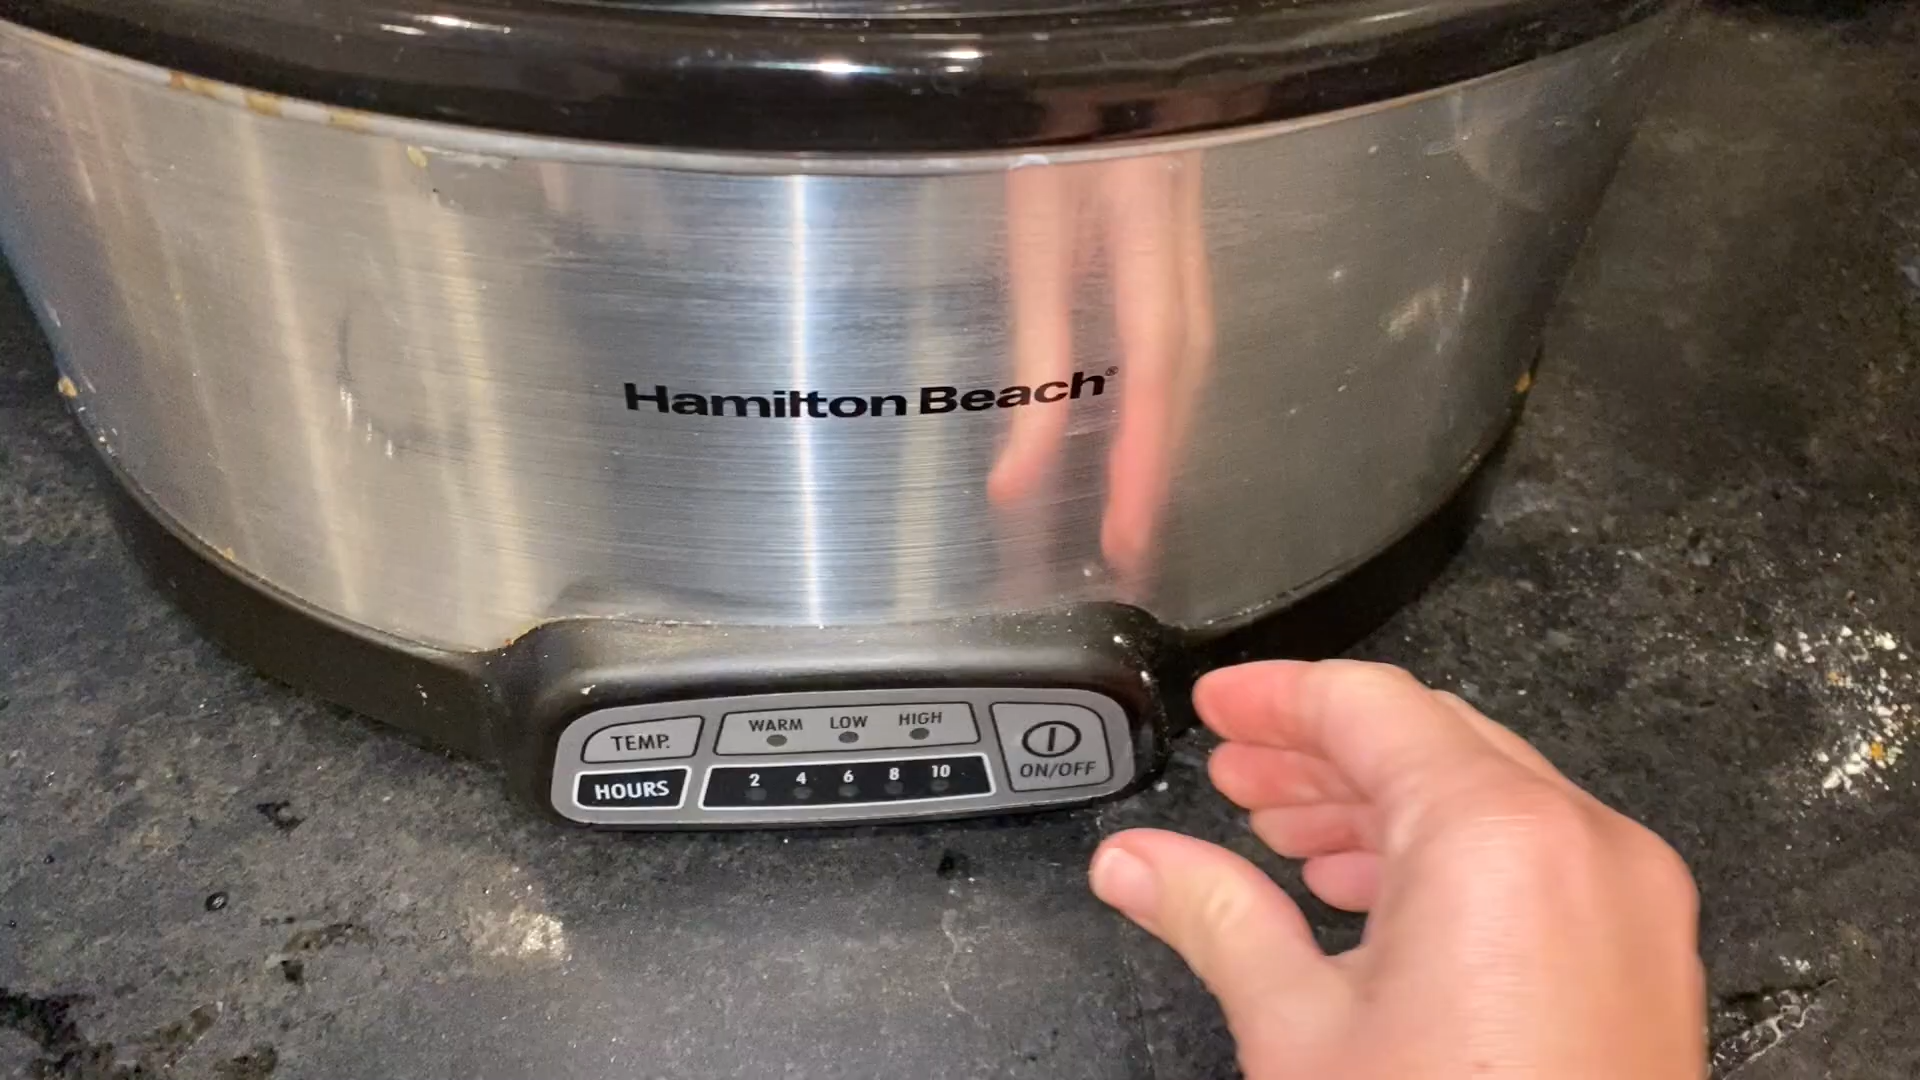 Hamilton Beach®
TEMP.
WARM LOW HIGH
ON/OFF
HOURS
2 4 6 8 10